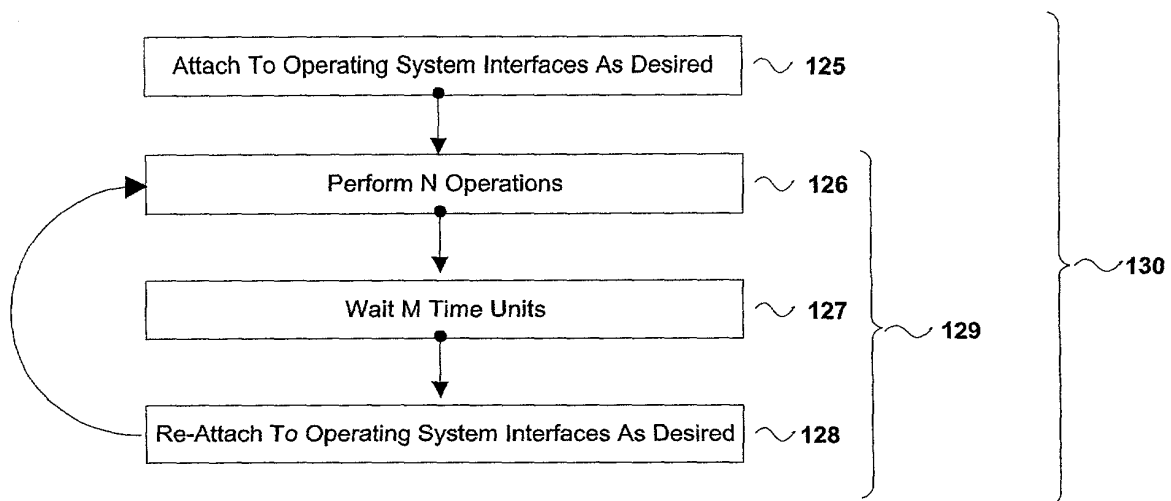 Attach To Operating System Interfaces As Desired 125
Perform N Operations 126
Wait M Time Units 127
129
130
Re-Attach To Operating System Interfaces As Desired 128